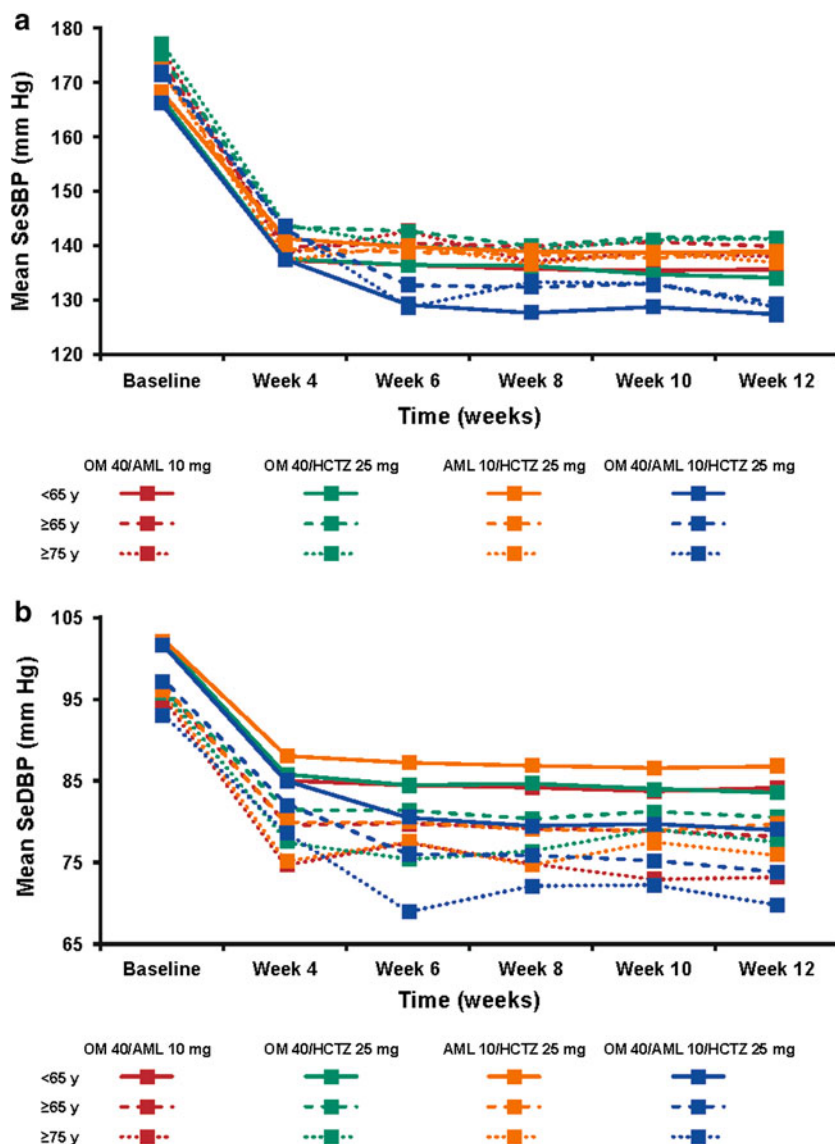 a
180
170
160
150
140
130
120
Mean SeSBP (mm Hg)
Baseline Week 4 Week 6 Week 8 Week 10 Week 12
Time (weeks)
OM 40/AML 10 mg OM 40/HCTZ 25 mg AML 10/HCTZ 25 mg OM 40/AML 10/HCTZ 25 mg
<65 y
≥65 y
≥75 y
b
105
95
85
75
65
Mean SeDBP (mm Hg)
Baseline Week 4 Week 6 Week 8 Week 10 Week 12
Time (weeks)
OM 40/AML 10 mg OM 40/HCTZ 25 mg AML 10/HCTZ 25 mg OM 40/AML 10/HCTZ 25 mg
<65 y
≥65 y
≥75 y